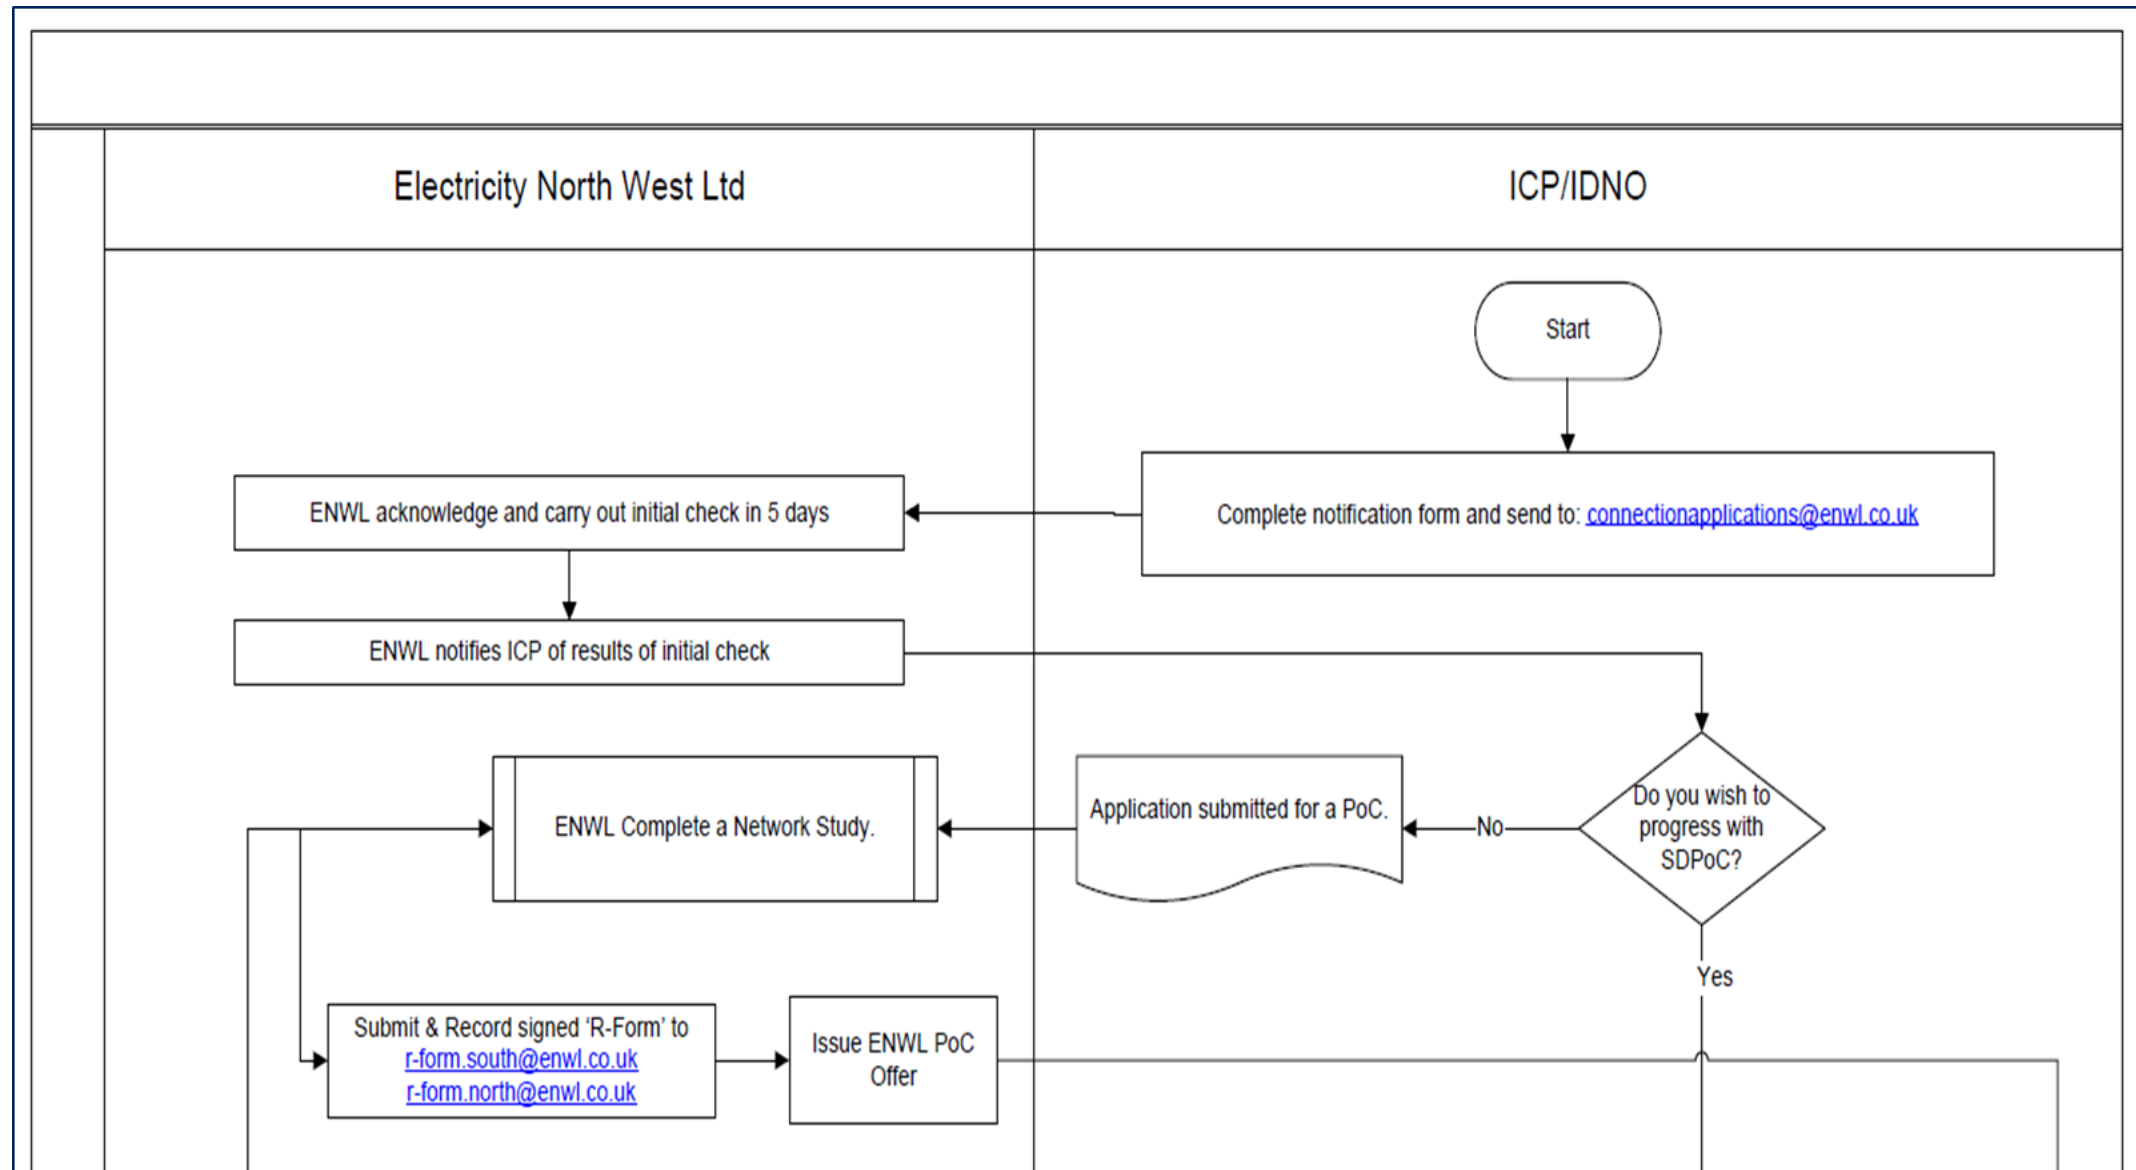 Electricity North West Ltd
ICP/IDNO
Start
Complete notification form and send to: connectionapplications@enwl.co.uk
ENWL acknowledge and carry out initial check in 5 days
ENWL notifies ICP of results of initial check
Do you wish to
progress with
SDPoC?
No
Application submitted for a PoC.
ENWL Complete a Network Study.
Yes
Submit & Record signed ‘R-Form’ to
r-form.south@enwl.co.uk
r-form.north@enwl.co.uk
Issue ENWL PoC
Offer